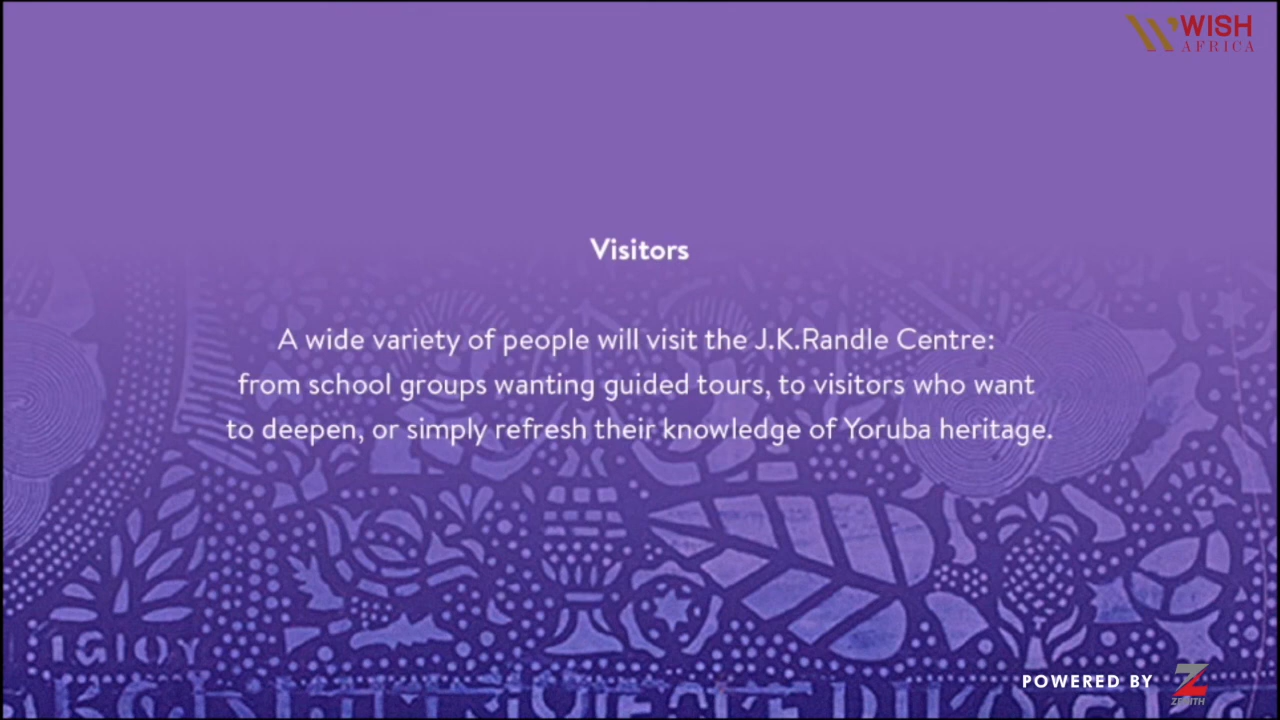 WISH
AFRICA
Visitors
A wide variety of people will visit the J.K.Randle Centre:
from school groups wanting guided tours, to visitors who want
to deepen, or simply refresh their knowledge of Yoruba heritage.
POWERED BY
ZENITH